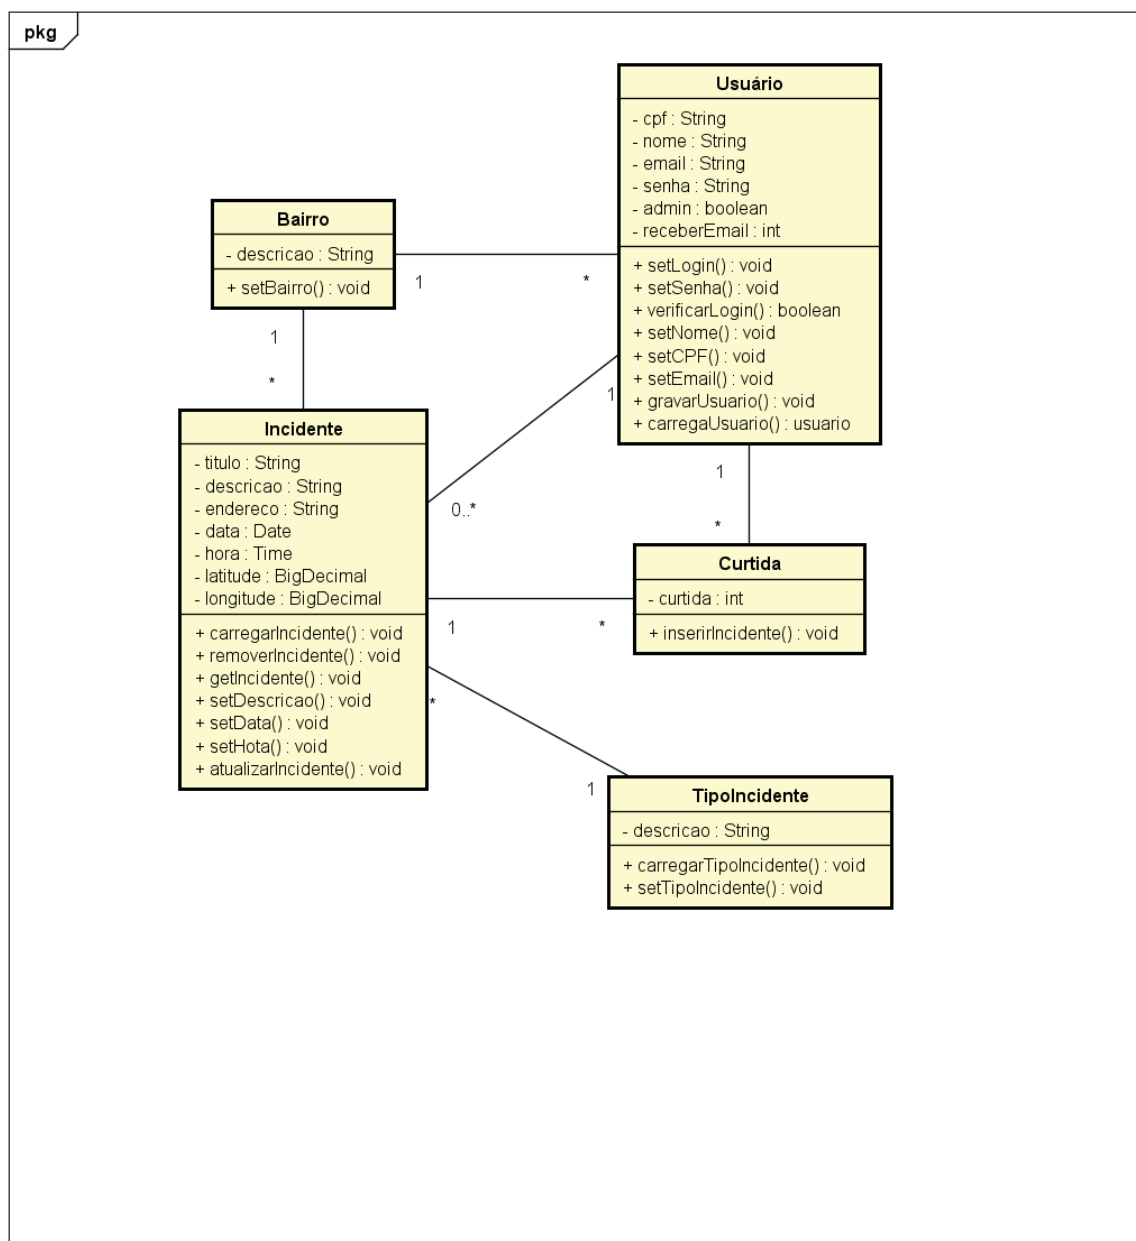 pkg
Usuário
- cpf : String
- nome : String
- email : String
- senha : String
- admin : boolean
- receberEmail : int
+ setLogin() : void
+ setSenha() : void
+ verificarLogin() : boolean
+ setNome() : void
+ setCPF() : void
+ setEmail() : void
+ gravarUsuario() : void
+ carregaUsuario() : usuario
Bairro
- descricao : String
+ setBairro() : void
1
*
1
*
1
0..*
Incidente
- titulo : String
- descricao : String
- endereco : String
- data : Date
- hora : Time
- latitude : BigDecimal
- longitude : BigDecimal
+ carregarIncidente() : void
+ removerIncidente() : void
+ getIncidente() : void
+ setDescricao() : void
+ setData() : void
+ setHota() : void
+ atualizarIncidente() : void
1
*
Curtida
- curtida : int
+ inserirIncidente() : void
1
*
*
1
TipoIncidente
- descricao : String
+ carregarTipoIncidente() : void
+ setTipoIncidente() : void